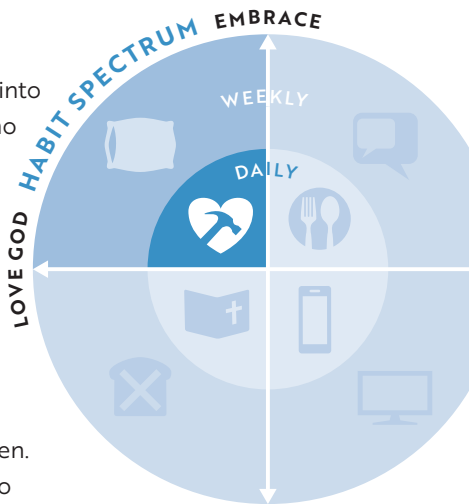 into
no
en.
o
HABIT SPECTRUM
EMBRACE
LOVE GOD
WEEKLY
DAILY